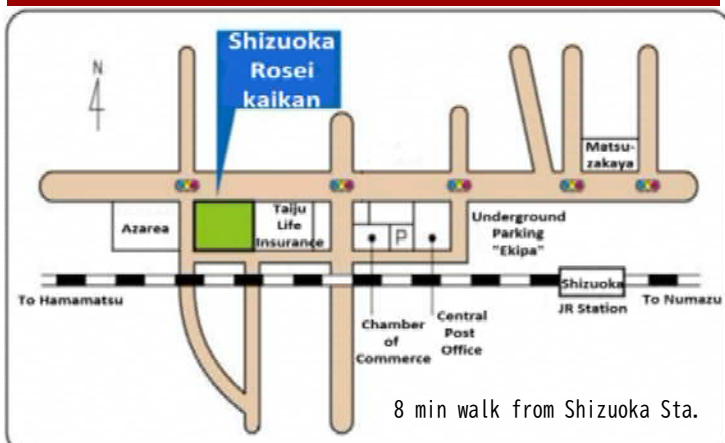 Shizuoka
Rosei
kaikan
N
Matsu-
zakaya
Azarea
Taiju
Life
Insurance
P
Underground
Parking
"Ekipa"
To Hamamatsu
Shizuoka
JR Station
To Numazu
Chamber
of
Commerce
Central
Post
Office
8 min walk from Shizuoka Sta.